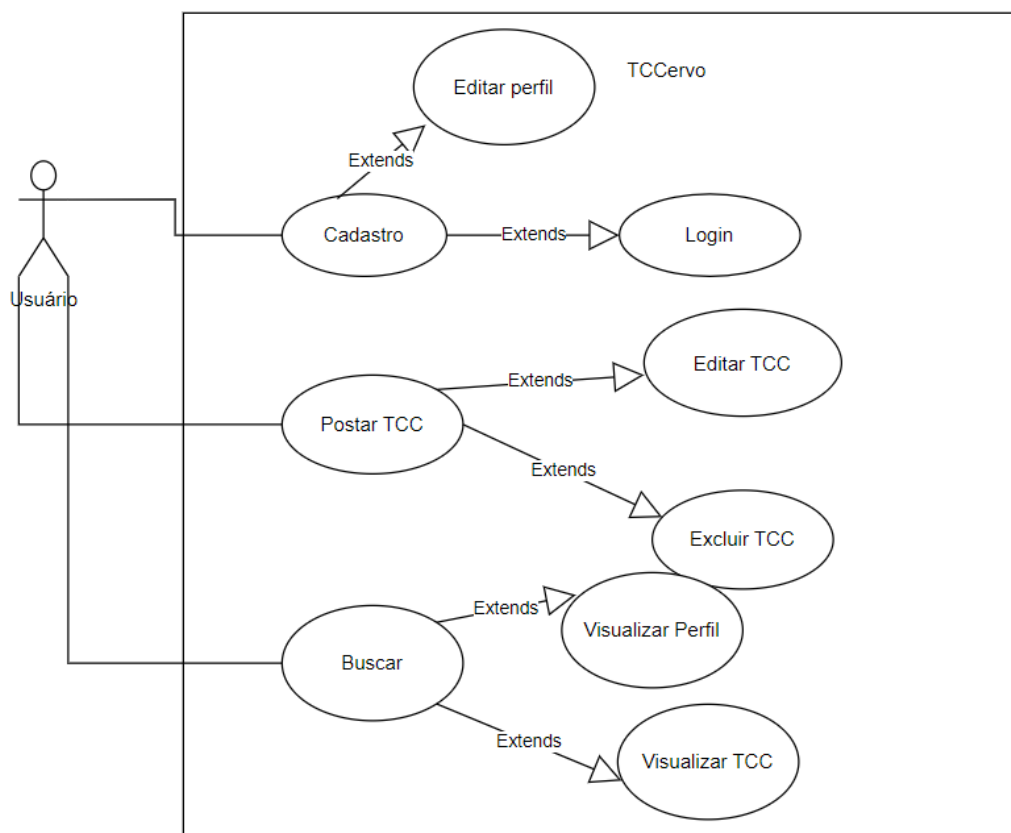 Editar perfil
TCCervo
Extends
Cadastro
Extends
Login
Usuário
Editar TCC
Extends
Postar TCC
Extends
Excluir TCC
Extends
Visualizar Perfil
Buscar
Extends
Visualizar TCC